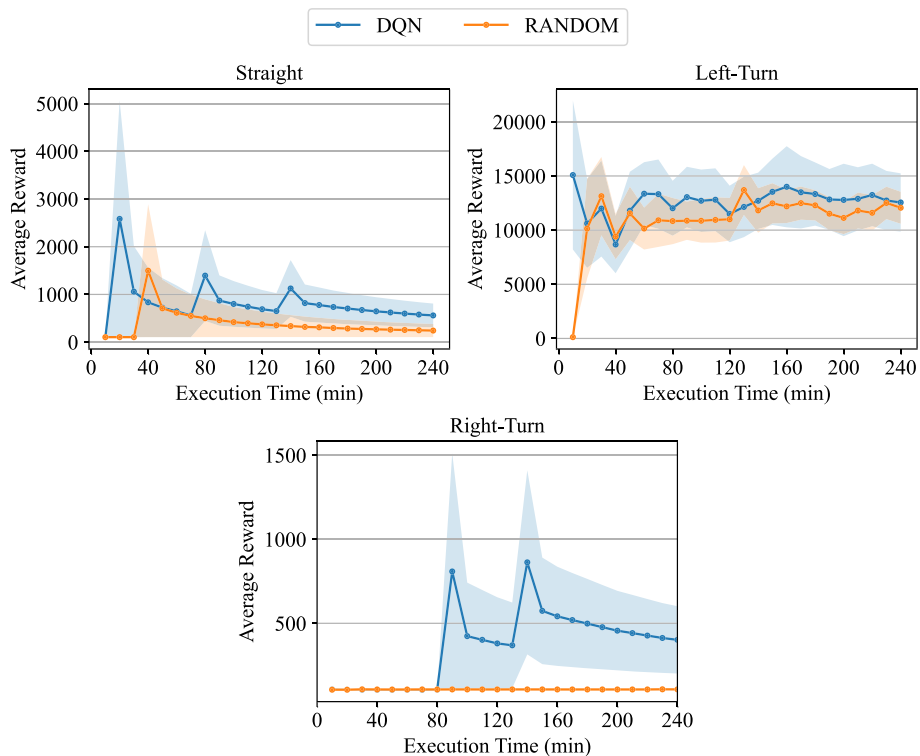 DQN RANDOM
Straight
Average Reward
5000
4000
3000
2000
1000
0
0 40 80 120 160 200 240
Execution Time (min)
Left-Turn
Average Reward
20000
15000
10000
5000
0
0 40 80 120 160 200 240
Execution Time (min)
Right-Turn
Average Reward
1500
1000
500
0 40 80 120 160 200 240
Execution Time (min)